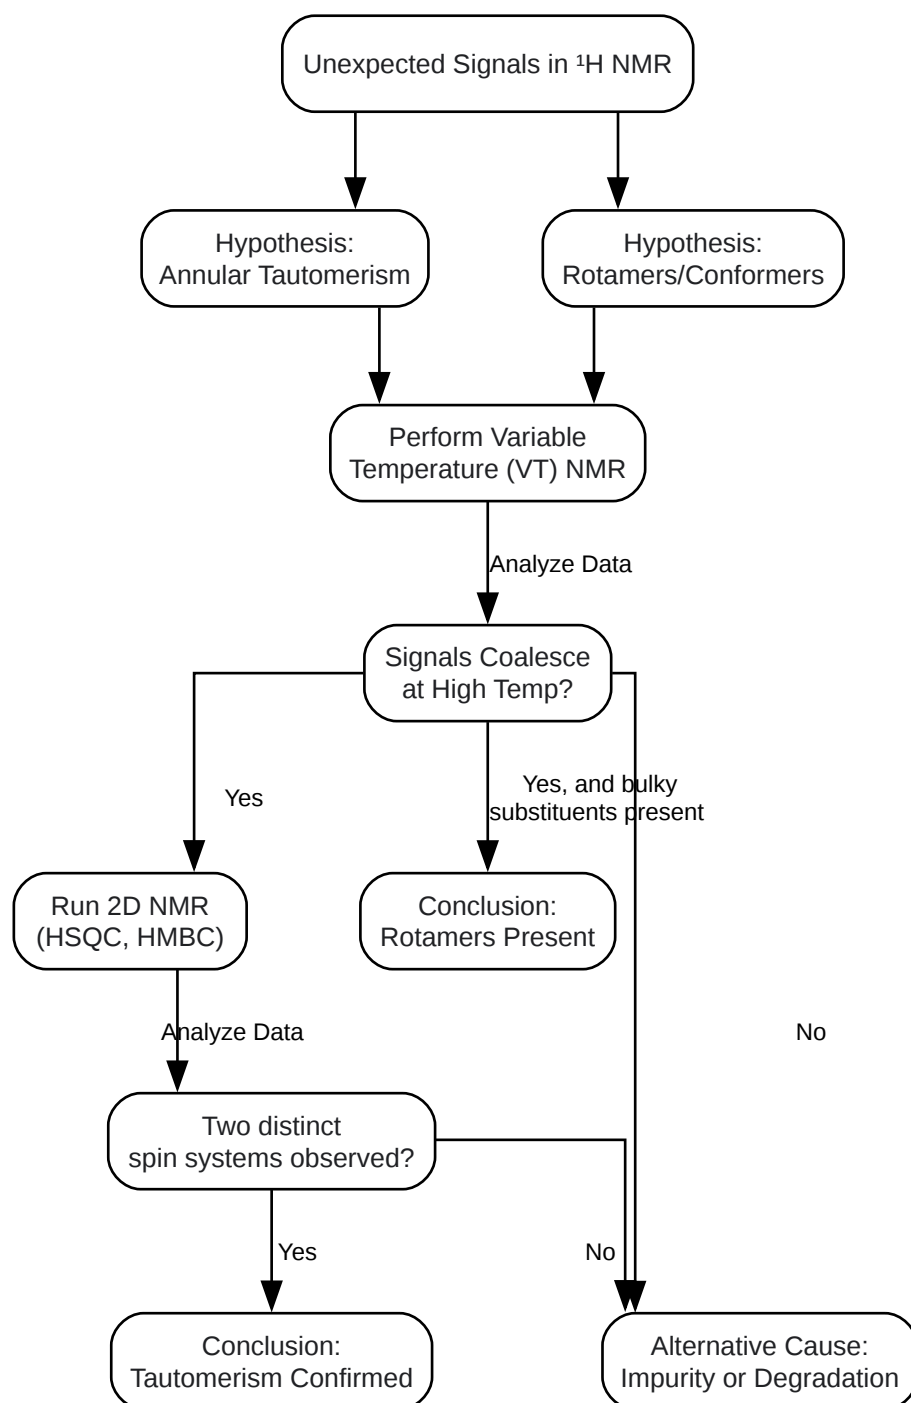 Unexpected Signals in ¹H NMR
Hypothesis:
Annular Tautomerism
Hypothesis:
Rotamers/Conformers
Perform Variable
Temperature (VT) NMR
Analyze Data
Signals Coalesce
at High Temp?
Yes
Yes, and bulky
substituents present
Run 2D NMR
(HSQC, HMBC)
Conclusion:
Rotamers Present
Analyze Data
No
Two distinct
spin systems observed?
Yes
No
Conclusion:
Tautomerism Confirmed
Alternative Cause:
Impurity or Degradation